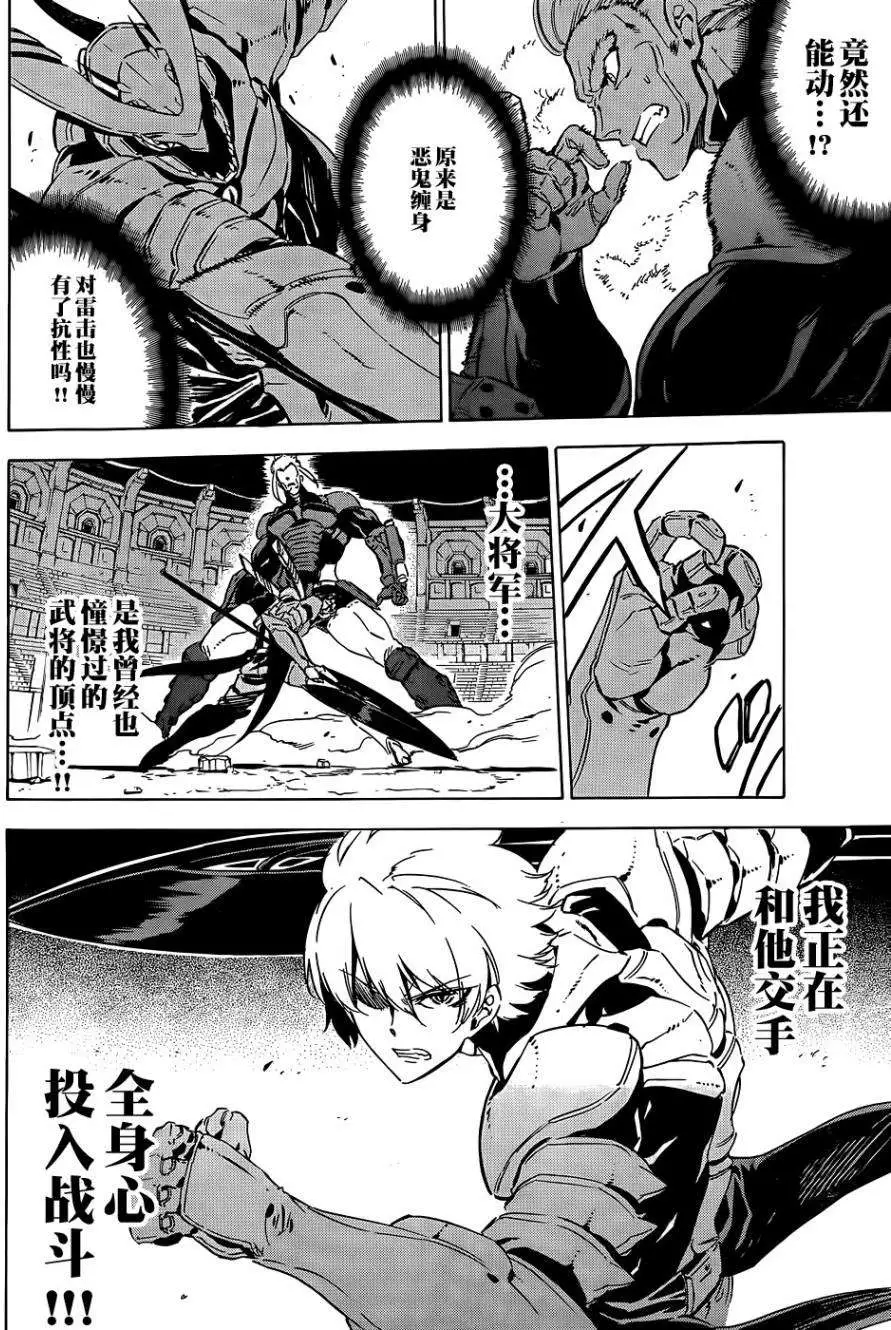 竟然还
能动…!?
原来是
恶鬼缠身
对雷击也慢慢
有了抗性吗!!
…大将军…
是我曾经也
憧憬过的
武将的顶点…!!
我正在
和他交手
全身心
投入战斗!!!